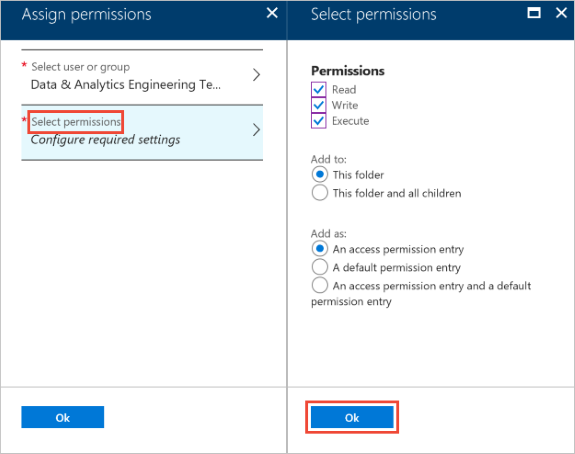 Assign permissions
* Select user or group
Data & Analytics Engineering Te...
* Select permissions
Configure required settings
Ok
Select permissions
Permissions
Read
Write
Execute
Add to:
This folder
This folder and all children
Add as:
An access permission entry
A default permission entry
An access permission entry and a default
permission entry
Ok